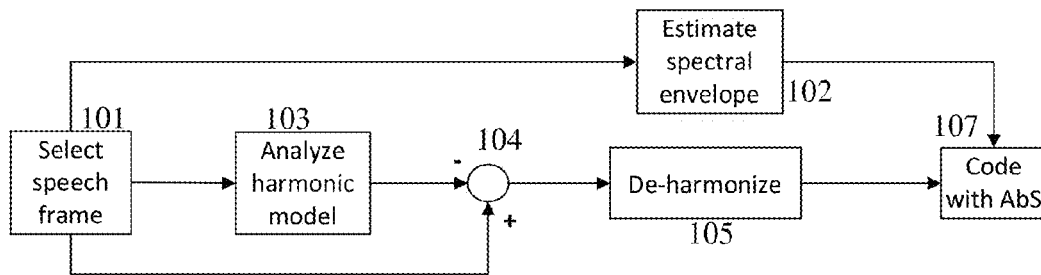 Estimate
spectral
envelope
102
101
103
104
107
Select
speech
frame
Analyze
harmonic
model
-
+
De-harmonize
105
Code
with AbS